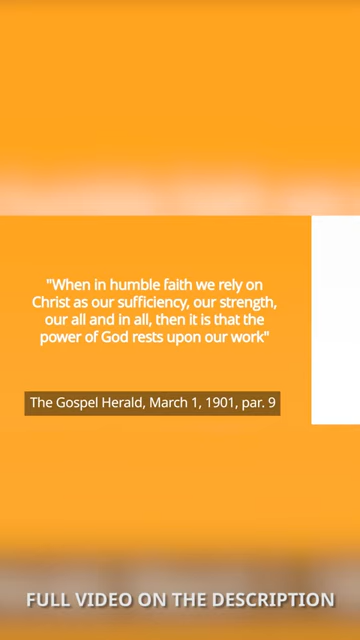 "When in humble faith we rely on
Christ as our sufficiency, our strength,
our all and in all, then it is that the
power of God rests upon our work"
The Gospel Herald, March 1, 1901, par. 9
FULL VIDEO ON THE DESCRIPTION